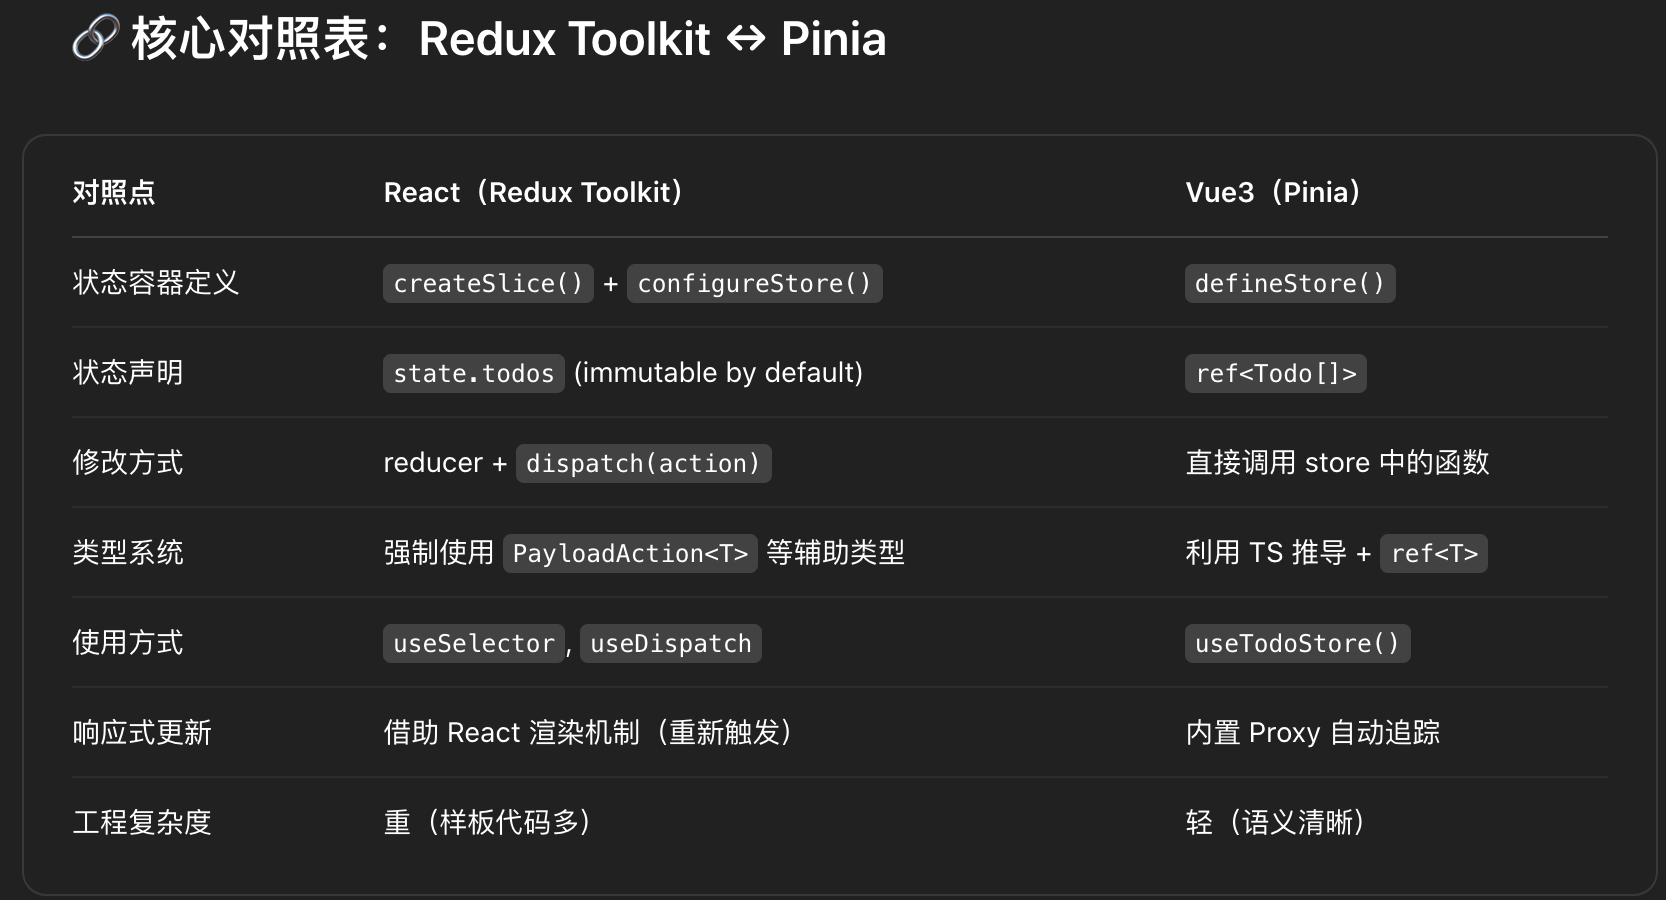 🔗 核心对照表：Redux Toolkit ↔ Pinia
对照点 React（Redux Toolkit） Vue3（Pinia）
状态容器定义 createSlice() + configureStore() defineStore()
状态声明 state.todos (immutable by default) ref<Todo[]>
修改方式 reducer + dispatch(action) 直接调用 store 中的函数
类型系统 强制使用 PayloadAction<T> 等辅助类型 利用 TS 推导 + ref<T>
使用方式 useSelector, useDispatch useTodoStore()
响应式更新 借助 React 渲染机制（重新触发） 内置 Proxy 自动追踪
工程复杂度 重（样板代码多） 轻（语义清晰）